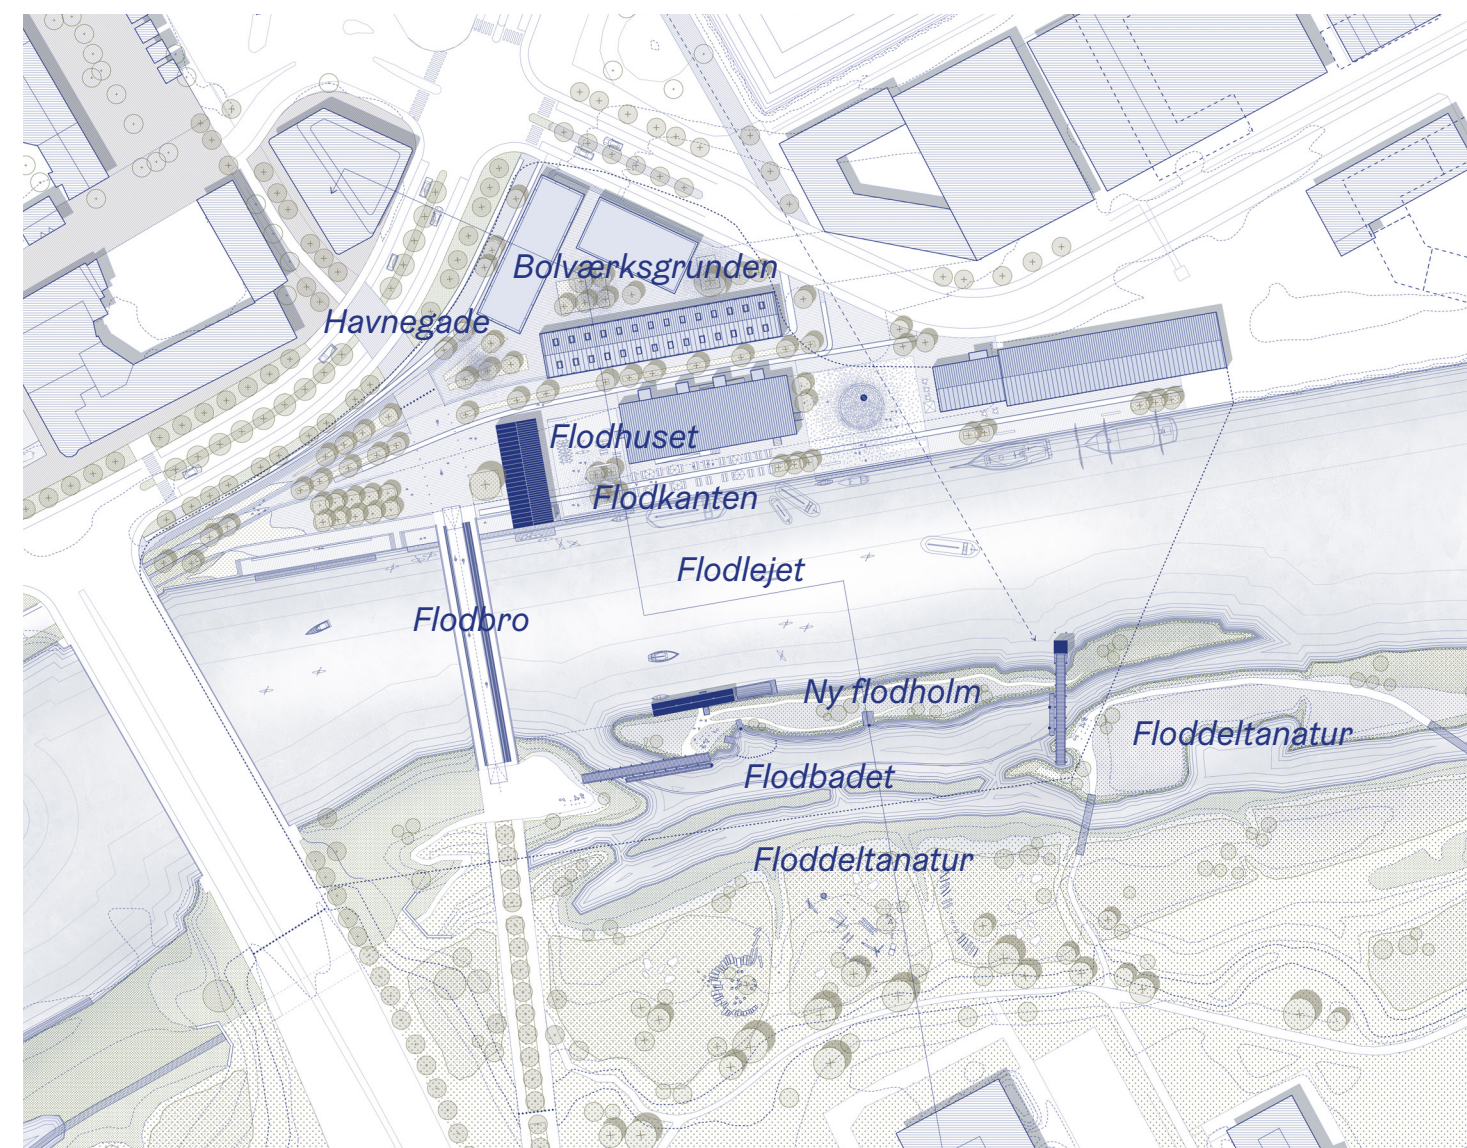 Bolværksgrunden
Havnegade
Flodhuset
Flodkanten
Flodlejet
Flodbro
Ny flodholm
Floddeltanatur
Flodbadet
Floddeltanatur